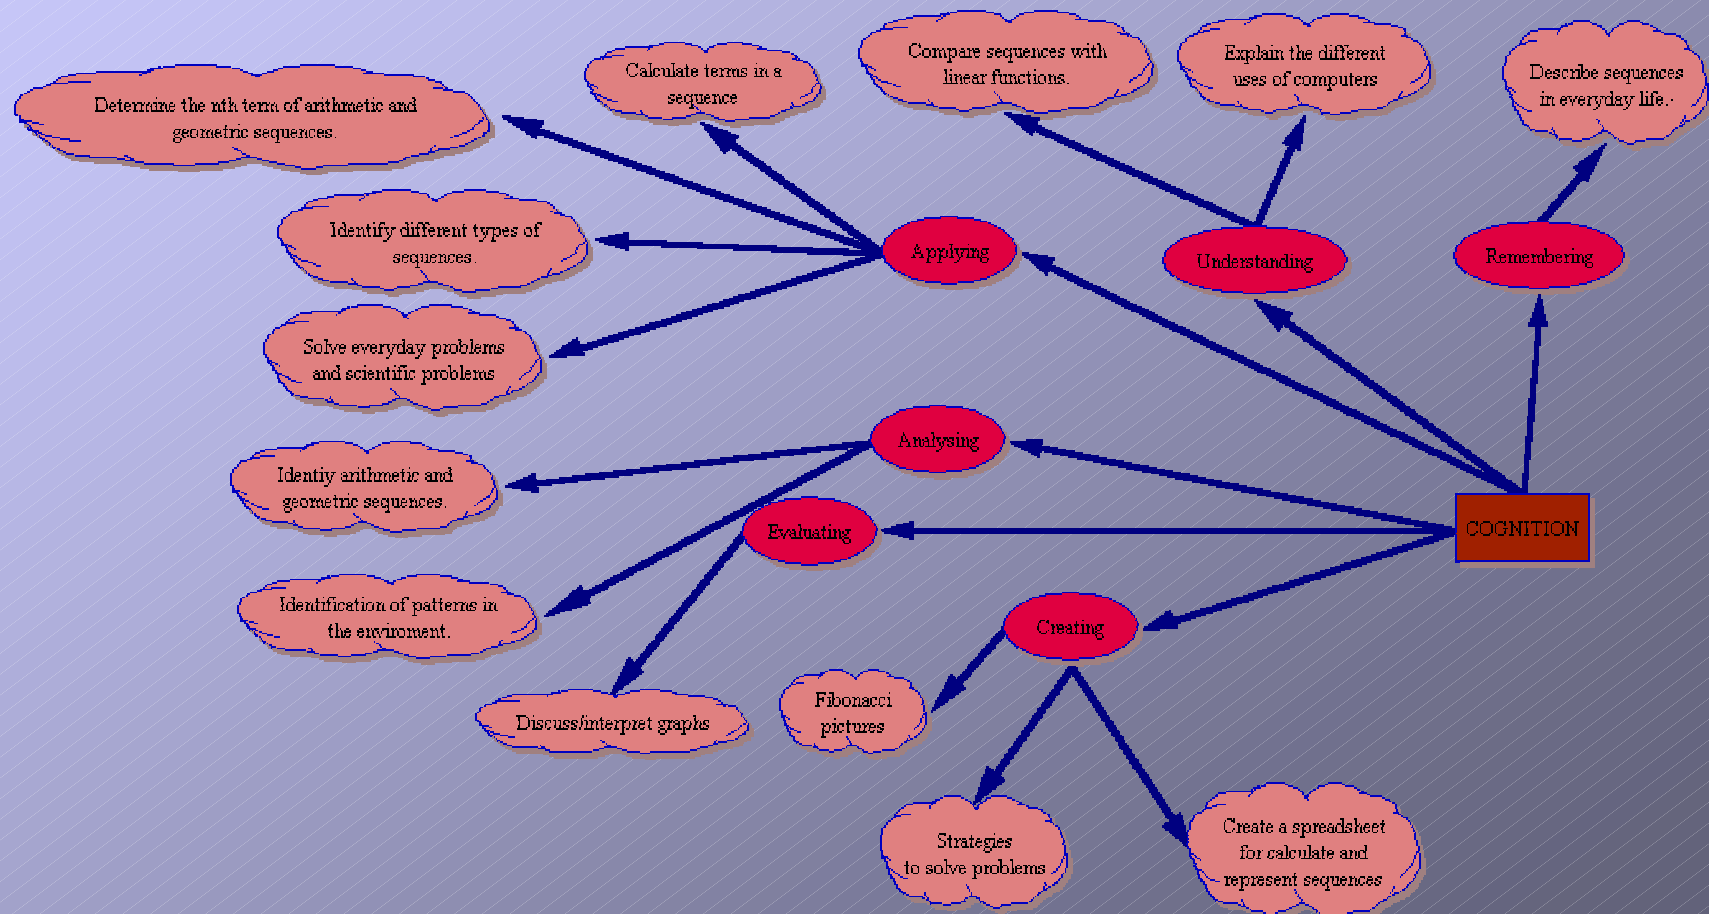 Determine the nth term of arithmetic and
geometric sequences.
Calculate terms in a
sequence
Compare sequences with
linear functions.
Explain the different
uses of computers
Describe sequences
in everyday life.
Identify different types of
sequences.
Applying
Understanding
Remembering
Solve everyday problems
and scientific problems
Analysing
Identiy arithmetic and
geometric sequences.
Evaluating
COGNITION
Identification of patterns in
the enviroment.
Creating
Discuss/interpret graphs
Fibonacci
pictures
Strategies
to solve problems
Create a spreadsheet
for calculate and
represent sequences